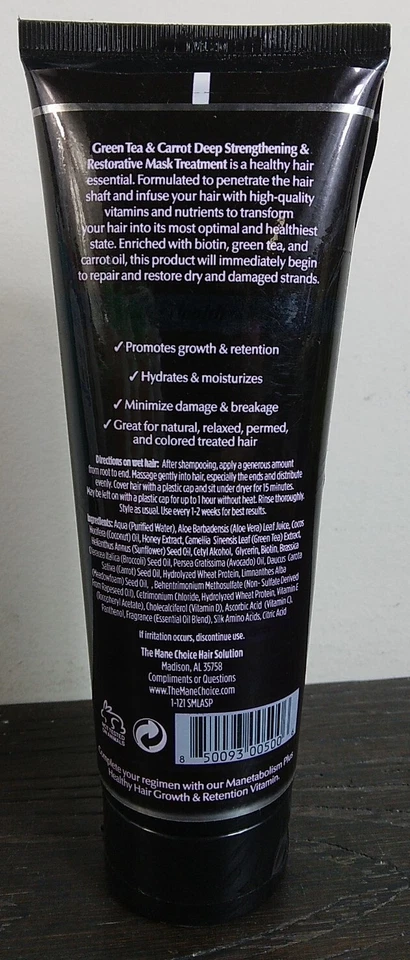 Green Tea & Carrot Deep Strengthening &
Restorative Mask Treatment is a healthy hair
essential. Formulated to penetrate the hair
shaft and infuse your hair with high-quality
vitamins and nutrients to transform
your hair into its most optimal and healthiest
state. Enriched with biotin, green tea, and
carrot oil, this product will immediately begin
to repair and restore dry and damaged strands.
✓ Promotes growth & retention
✓ Hydrates & moisturizes
✓ Minimize damage & breakage
✓ Great for natural, relaxed, permed,
and colored treated hair
Directions on wet hair: After shampooing, apply a generous amount
from root to end. Massage gently into hair, especially the ends and distribute
evenly. Cover hair with a plastic cap and sit under dryer for 15 minutes.
May be left on with a plastic cap for up to 1 hour without heat. Rinse thoroughly.
Style as usual. Use every 1-2 weeks for best results.
Ingredients: Aqua (Purified Water), Aloe Barbadensis (Aloe Vera) Leaf Juice, Cocos
Nucifera (Coconut) Oil, Honey Extract, Camellia Sinensis Leaf (Green Tea) Extract,
Helianthus Annus (Sunflower) Seed Oil, Cetyl Alcohol, Glycerin, Biotin, Brassica
Oleracea Italica (Broccoli) Seed Oil, Persea Gratissima (Avocado) Oil, Daucus Carota
Sativa (Carrot) Seed Oil, Hydrolyzed Wheat Protein, Limnanthes Alba
(Meadowfoam) Seed Oil, , Behentrimonium Methosulfate (Non- Sulfate Derived
from Rapeseed Oil), Cetrimonium Chloride, Hydrolyzed Wheat Protein, Vitamin E
(Tocopheryl Acetate), Cholecalciferol (Vitamin D), Ascorbic Acid (Vitamin C),
Panthenol, Fragrance (Essential Oil Blend), Silk Amino Acids, Citric Acid
If irritation occurs, discontinue use.
The Mane Choice Hair Solution
Madison, AL 35758
Compliments or Questions
www.TheManeChoice.com
1-121 SMLASP
NOT TESTED
ON ANIMALS
8 50093 00500
Complete your regimen with our Manetabolism Plus
Healthy Hair Growth & Retention Vitamin.